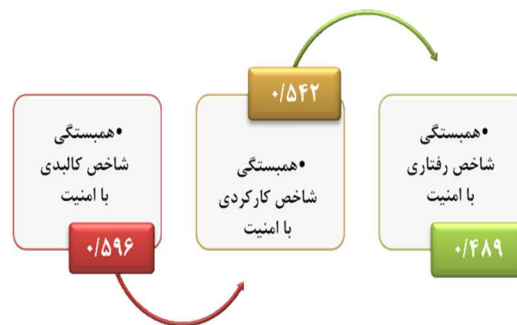 ۰/۵۴۲
•همبستگی
شاخص رفتاری
با امنیت
۰/۴۸۹
•همبستگی
شاخص کارکردی
با امنیت
•همبستگی
شاخص کالبدی
با امنیت
۰/۵۹۶